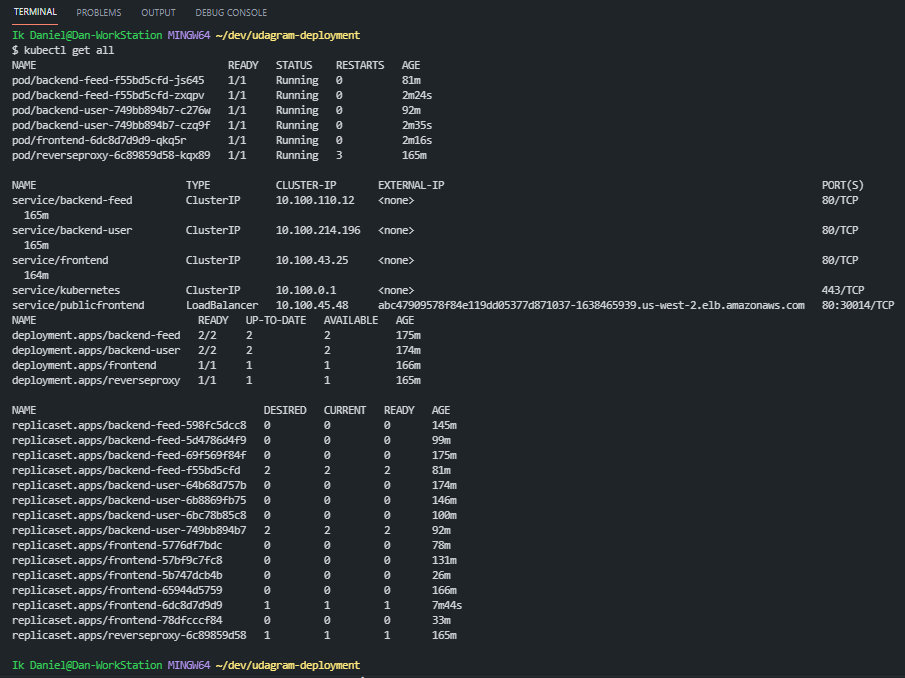 TERMINAL PROBLEMS OUTPUT DEBUG CONSOLE
Ik Daniel@Dan-WorkStation MINGW64 ~/dev/udagram-deployment
$ kubectl get all
NAME READY STATUS RESTARTS AGE
pod/backend-feed-f55bd5cfd-js645 1/1 Running 0 81m
pod/backend-feed-f55bd5cfd-zxqpv 1/1 Running 0 2m24s
pod/backend-user-749bb894b7-c276w 1/1 Running 0 92m
pod/backend-user-749bb894b7-czq9f 1/1 Running 0 2m35s
pod/frontend-6dc8d7d9d9-qkq5r 1/1 Running 0 2m16s
pod/reverseproxy-6c89859d58-kqx89 1/1 Running 3 165m
NAME TYPE CLUSTER-IP EXTERNAL-IP PORT(S)
service/backend-feed ClusterIP 10.100.110.12 <none> 80/TCP
165m
service/backend-user ClusterIP 10.100.214.196 <none> 80/TCP
165m
service/frontend ClusterIP 10.100.43.25 <none> 80/TCP
164m
service/kubernetes ClusterIP 10.100.0.1 <none> 443/TCP
service/publicfrontend LoadBalancer 10.100.45.48 abc47909578f84e119dd05377d871037-1638465939.us-west-2.elb.amazonaws.com 80:30014/TCP
NAME READY UP-TO-DATE AVAILABLE AGE
deployment.apps/backend-feed 2/2 2 2 175m
deployment.apps/backend-user 2/2 2 2 174m
deployment.apps/frontend 1/1 1 1 166m
deployment.apps/reverseproxy 1/1 1 1 165m
NAME DESIRED CURRENT READY AGE
replicaset.apps/backend-feed-598fc5dcc8 0 0 0 145m
replicaset.apps/backend-feed-5d4786d4f9 0 0 0 99m
replicaset.apps/backend-feed-69f569f84f 0 0 0 175m
replicaset.apps/backend-feed-f55bd5cfd 2 2 2 81m
replicaset.apps/backend-user-64b68d757b 0 0 0 174m
replicaset.apps/backend-user-6b8869fb75 0 0 0 146m
replicaset.apps/backend-user-6bc78b85c8 0 0 0 100m
replicaset.apps/backend-user-749bb894b7 2 2 2 92m
replicaset.apps/frontend-5776df7bdc 0 0 0 78m
replicaset.apps/frontend-57bf9c7fc8 0 0 0 131m
replicaset.apps/frontend-5b747dcb4b 0 0 0 26m
replicaset.apps/frontend-65944d5759 0 0 0 166m
replicaset.apps/frontend-6dc8d7d9d9 1 1 1 7m44s
replicaset.apps/frontend-78dfcccf84 0 0 0 33m
replicaset.apps/reverseproxy-6c89859d58 1 1 1 165m
Ik Daniel@Dan-WorkStation MINGW64 ~/dev/udagram-deployment